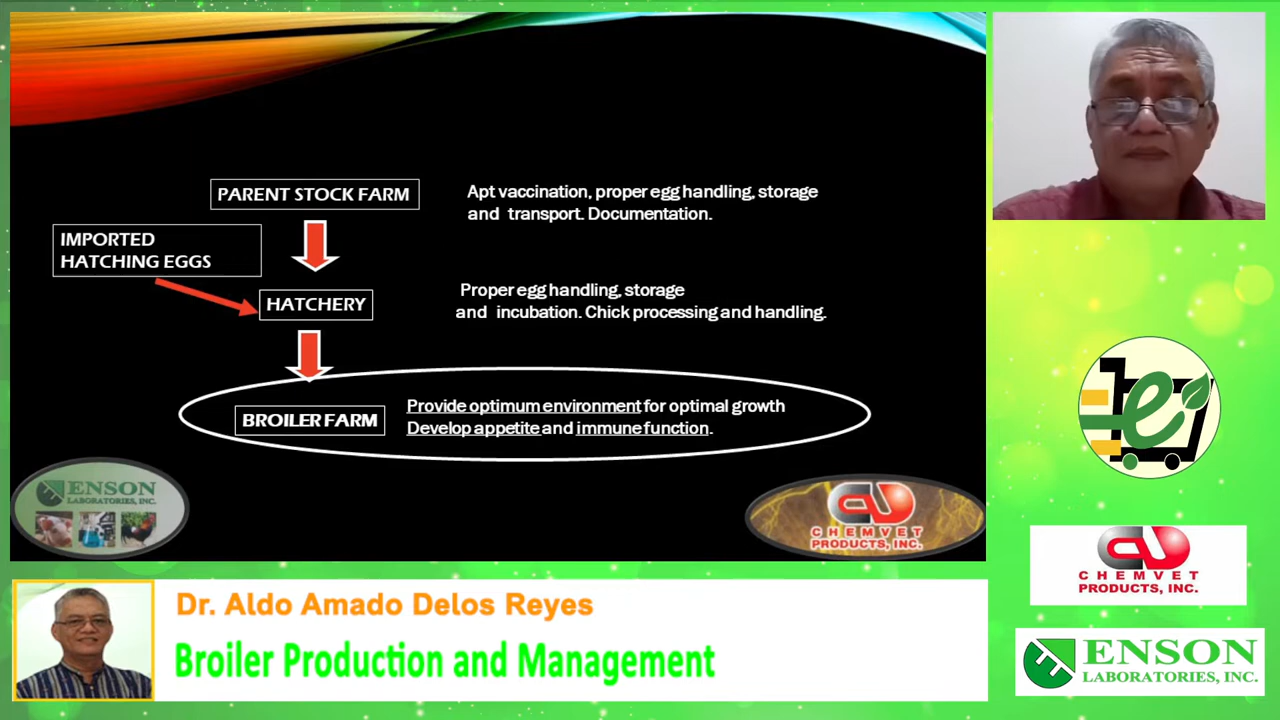 PARENT STOCK FARM
Apt vaccination, proper egg handling, storage
and transport. Documentation.
IMPORTED
HATCHING EGGS
HATCHERY
Proper egg handling, storage
and incubation. Chick processing and handling.
BROILER FARM
Provide optimum environment for optimal growth
Develop appetite and immune function.
ENSON
LABORATORIES, INC.
CHEMVET
PRODUCTS, INC.
e
CHEMVET
PRODUCTS, INC.
ENSON
LABORATORIES, INC.
Dr. Aldo Amado Delos Reyes
Broiler Production and Management